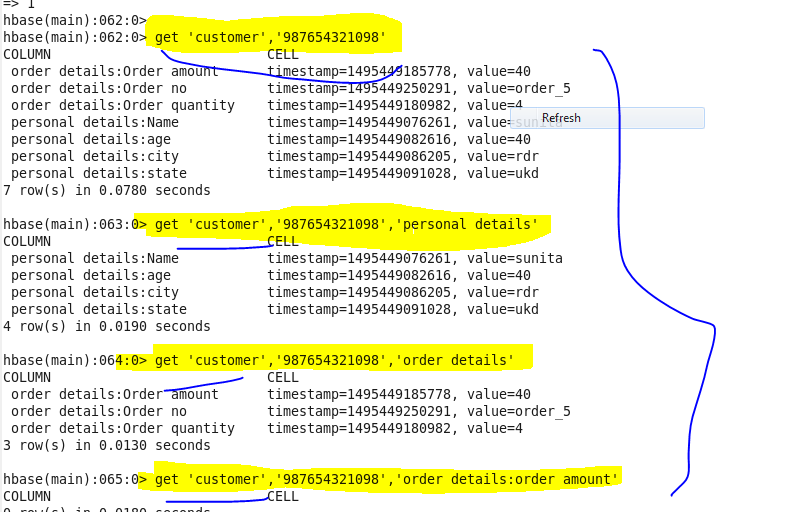 => 1
hbase(main):062:0>
hbase(main):062:0> get 'customer','987654321098'
COLUMN CELL
order details:Order amount timestamp=1495449185778, value=40
order details:Order no timestamp=1495449250291, value=order_5
order details:Order quantity timestamp=1495449180982, value=4
personal details:Name timestamp=1495449076261, value=sunita
Refresh
personal details:age timestamp=1495449082616, value=40
personal details:city timestamp=1495449086205, value=rdr
personal details:state timestamp=1495449091028, value=ukd
7 row(s) in 0.0780 seconds
hbase(main):063:0> get 'customer','987654321098','personal details'
COLUMN CELL
personal details:Name timestamp=1495449076261, value=sunita
personal details:age timestamp=1495449082616, value=40
personal details:city timestamp=1495449086205, value=rdr
personal details:state timestamp=1495449091028, value=ukd
4 row(s) in 0.0190 seconds
hbase(main):064:0> get 'customer','987654321098','order details'
COLUMN CELL
order details:Order amount timestamp=1495449185778, value=40
order details:Order no timestamp=1495449250291, value=order_5
order details:Order quantity timestamp=1495449180982, value=4
3 row(s) in 0.0130 seconds
hbase(main):065:0> get 'customer','987654321098','order details:order amount'
COLUMN CELL
0 row(s) in 0.0180 seconds